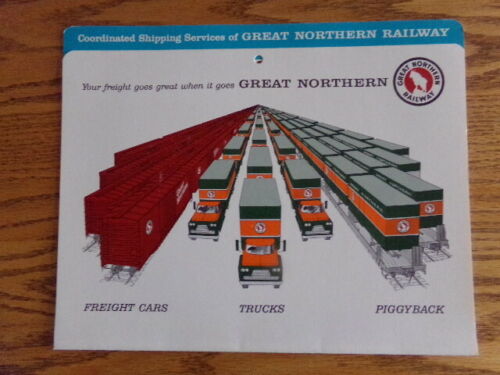 Coordinated Shipping Services of GREAT NORTHERN RAILWAY
Your freight goes great when it goes GREAT NORTHERN
GREAT NORTHERN
RAILWAY
FREIGHT CARS
TRUCKS
PIGGYBACK